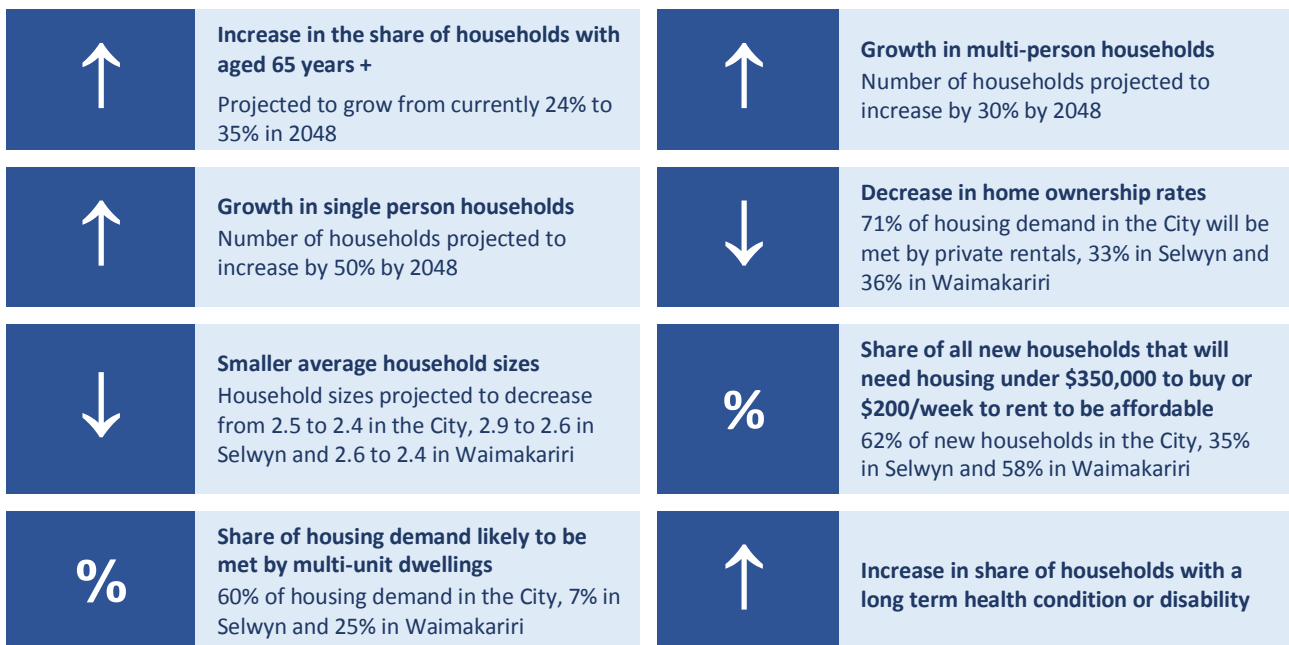 ↑
Increase in the share of households with
aged 65 years +
Projected to grow from currently 24% to
35% in 2048
↑
Growth in multi-person households
Number of households projected to
increase by 30% by 2048
↑
Growth in single person households
Number of households projected to
increase by 50% by 2048
↓
Decrease in home ownership rates
71% of housing demand in the City will be
met by private rentals, 33% in Selwyn and
36% in Waimakariri
↓
Smaller average household sizes
Household sizes projected to decrease
from 2.5 to 2.4 in the City, 2.9 to 2.6 in
Selwyn and 2.6 to 2.4 in Waimakariri
%
Share of all new households that will
need housing under $350,000 to buy or
$200/week to rent to be affordable
62% of new households in the City, 35%
in Selwyn and 58% in Waimakariri
%
Share of housing demand likely to be
met by multi-unit dwellings
60% of housing demand in the City, 7% in
Selwyn and 25% in Waimakariri
↑
Increase in share of households with a
long term health condition or disability